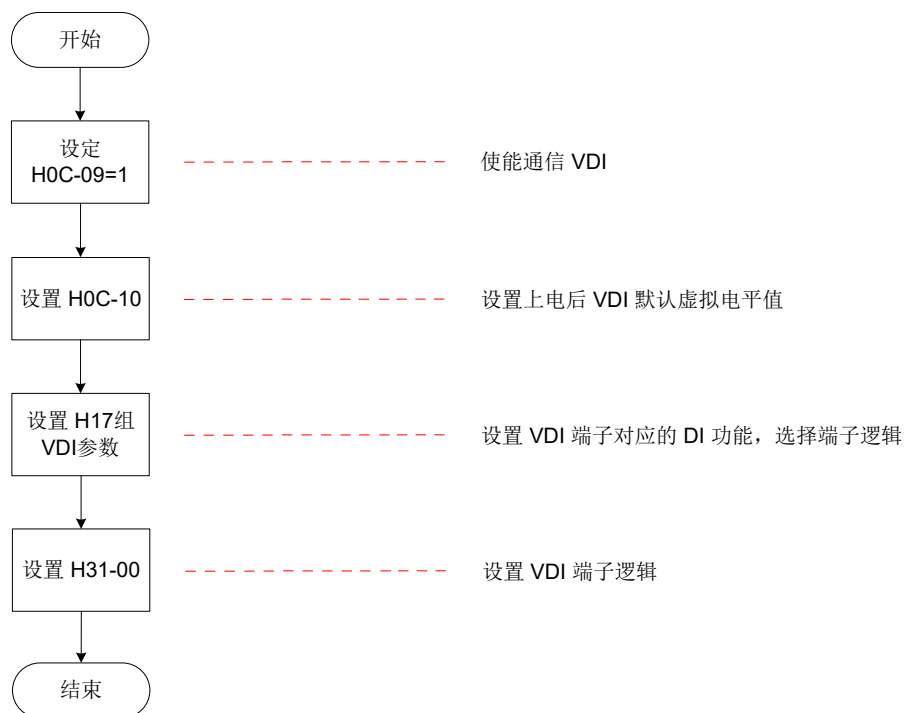 开始
设定
H0C-09=1
使能通信 VDI
设置 H0C-10
设置上电后 VDI 默认虚拟电平值
设置 H17组
VDI参数
设置 VDI 端子对应的 DI 功能，选择端子逻辑
设置 H31-00
设置 VDI 端子逻辑
结束